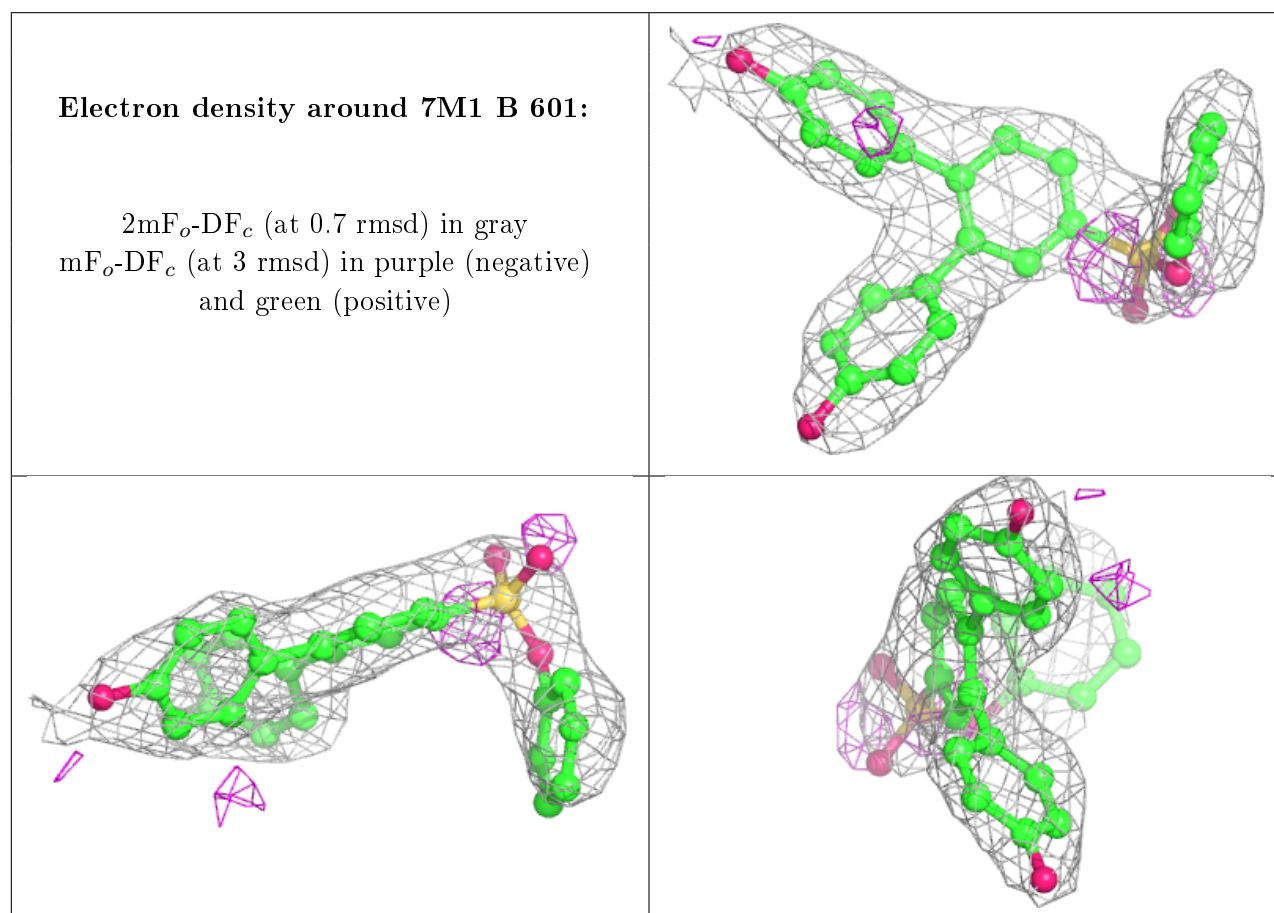 Electron density around 7M1 B 601:
2mFₒ-DF𝒸 (at 0.7 rmsd) in gray
mFₒ-DF𝒸 (at 3 rmsd) in purple (negative)
and green (positive)